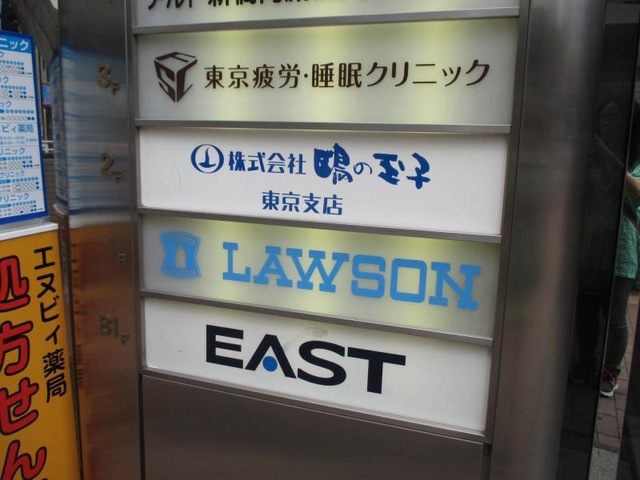 東京疲労・睡眠クリニック
3F
株式会社 鴎の玉子
東京支店
2F
LAWSON
1F
EAST
B1F
エヌビィ薬局
処方せん